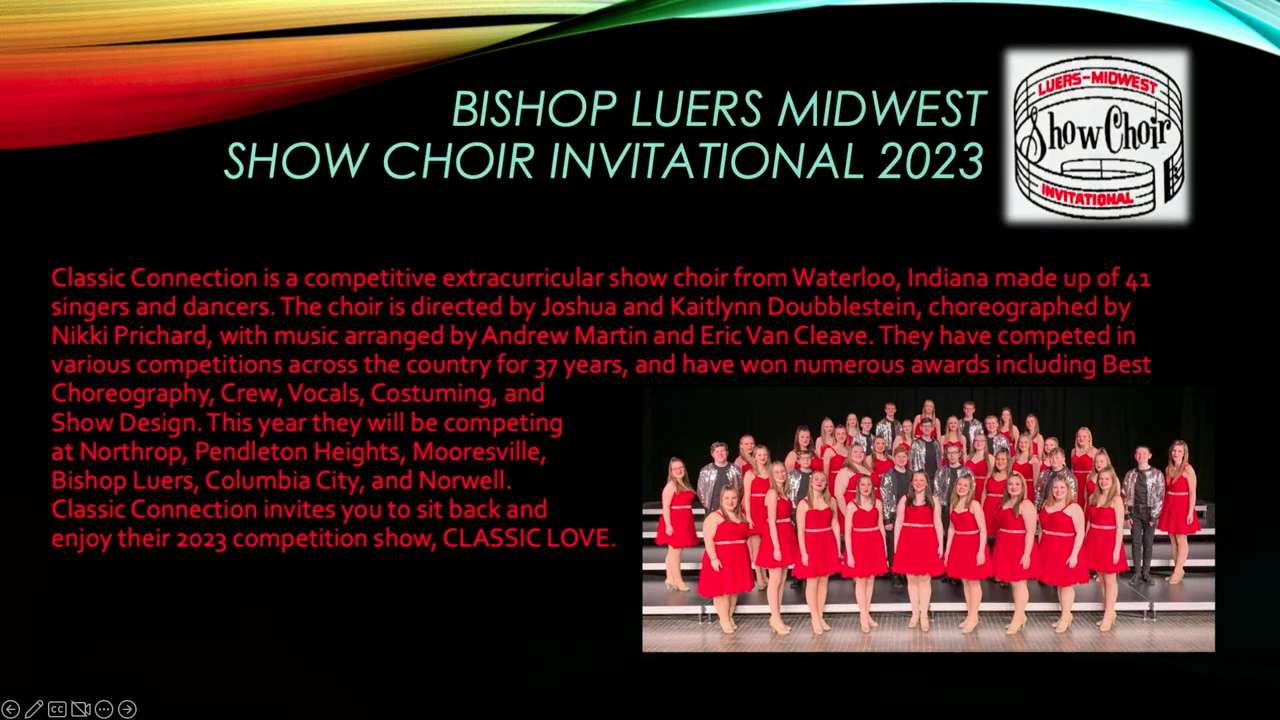 BISHOP LUERS MIDWEST
SHOW CHOIR INVITATIONAL 2023
LUERS-MIDWEST
Show Choir
INVITATIONAL
Classic Connection is a competitive extracurricular show choir from Waterloo, Indiana made up of 41
singers and dancers. The choir is directed by Joshua and Kaitlynn Doubblestein, choreographed by
Nikki Prichard, with music arranged by Andrew Martin and Eric Van Cleave. They have competed in
various competitions across the country for 37 years, and have won numerous awards including Best
Choreography, Crew, Vocals, Costuming, and
Show Design. This year they will be competing
at Northrop, Pendleton Heights, Mooresville,
Bishop Luers, Columbia City, and Norwell.
Classic Connection invites you to sit back and
enjoy their 2023 competition show, CLASSIC LOVE.
CC